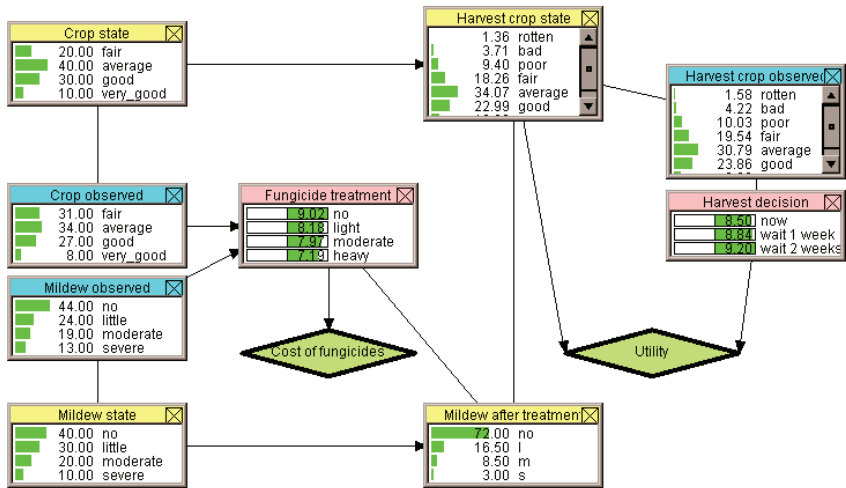 Crop state
20.00 fair
40.00 average
30.00 good
10.00 very_good
Harvest crop state
1.36 rotten
3.71 bad
9.40 poor
18.26 fair
34.07 average
22.99 good
Harvest crop observed
1.58 rotten
4.22 bad
10.03 poor
19.54 fair
30.79 average
23.86 good
Crop observed
31.00 fair
34.00 average
27.00 good
8.00 very_good
Fungicide treatment
9.02 no
8.18 light
7.97 moderate
7.19 heavy
Harvest decision
8.50 now
8.84 wait 1 week
9.20 wait 2 weeks
Mildew observed
44.00 no
24.00 little
19.00 moderate
13.00 severe
Cost of fungicides
Utility
Mildew state
40.00 no
30.00 little
20.00 moderate
10.00 severe
Mildew after treatment
72.00 no
16.50 l
8.50 m
3.00 s